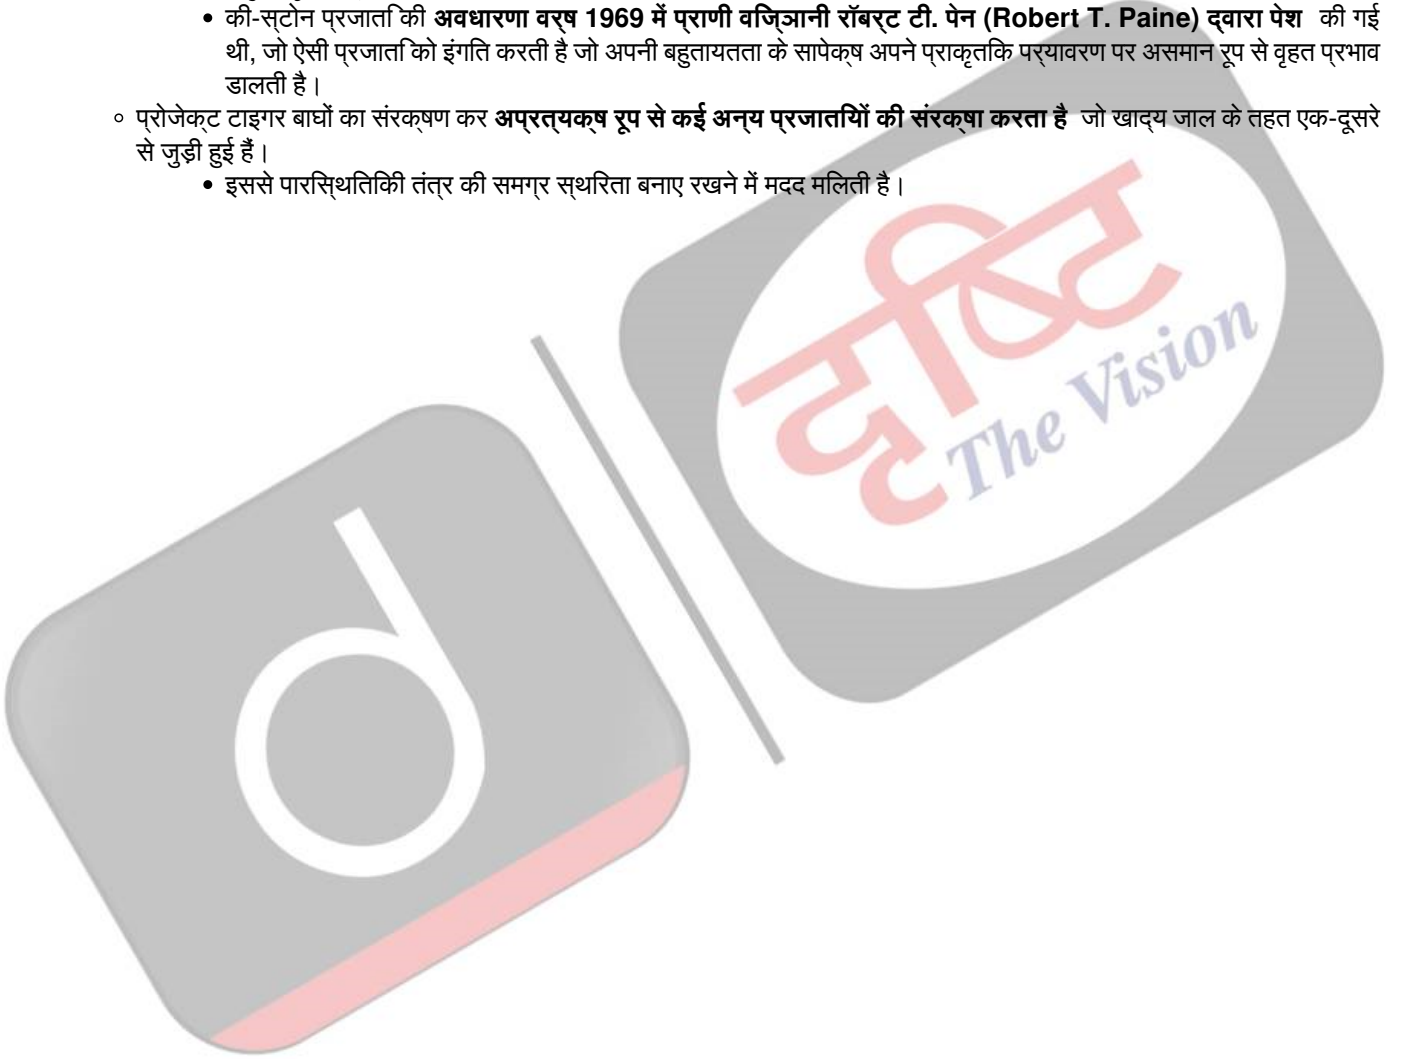 • की-स्टोन प्रजाति की अवधारणा वर्ष 1969 में प्राणी विज्ञानी रॉबर्ट टी. पेन (Robert T. Paine) द्वारा पेश की गई
थी, जो ऐसी प्रजाति को इंगति करती है जो अपनी बहुतायतता के सापेक्ष अपने प्राकृतिक पर्यावरण पर असमान रूप से वृहत प्रभाव
डालती है।
○ प्रोजेक्ट टाइगर बाघों का संरक्षण कर अप्रत्यक्ष रूप से कई अन्य प्रजातियों की संरक्षा करता है जो खाद्य जाल के तहत एक-दूसरे
से जुड़ी हुई हैं।
• इससे पारिस्थितिकी तंत्र की समग्र स्थिरता बनाए रखने में मदद मिलती है।
दृष्टि
The Vision
d